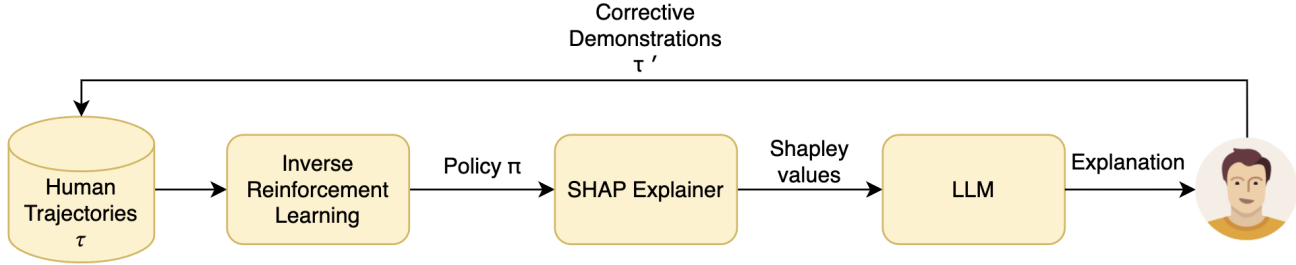 Corrective
Demonstrations
τ ′
Human
Trajectories
τ
Inverse
Reinforcement
Learning
Policy π
SHAP Explainer
Shapley
values
LLM
Explanation